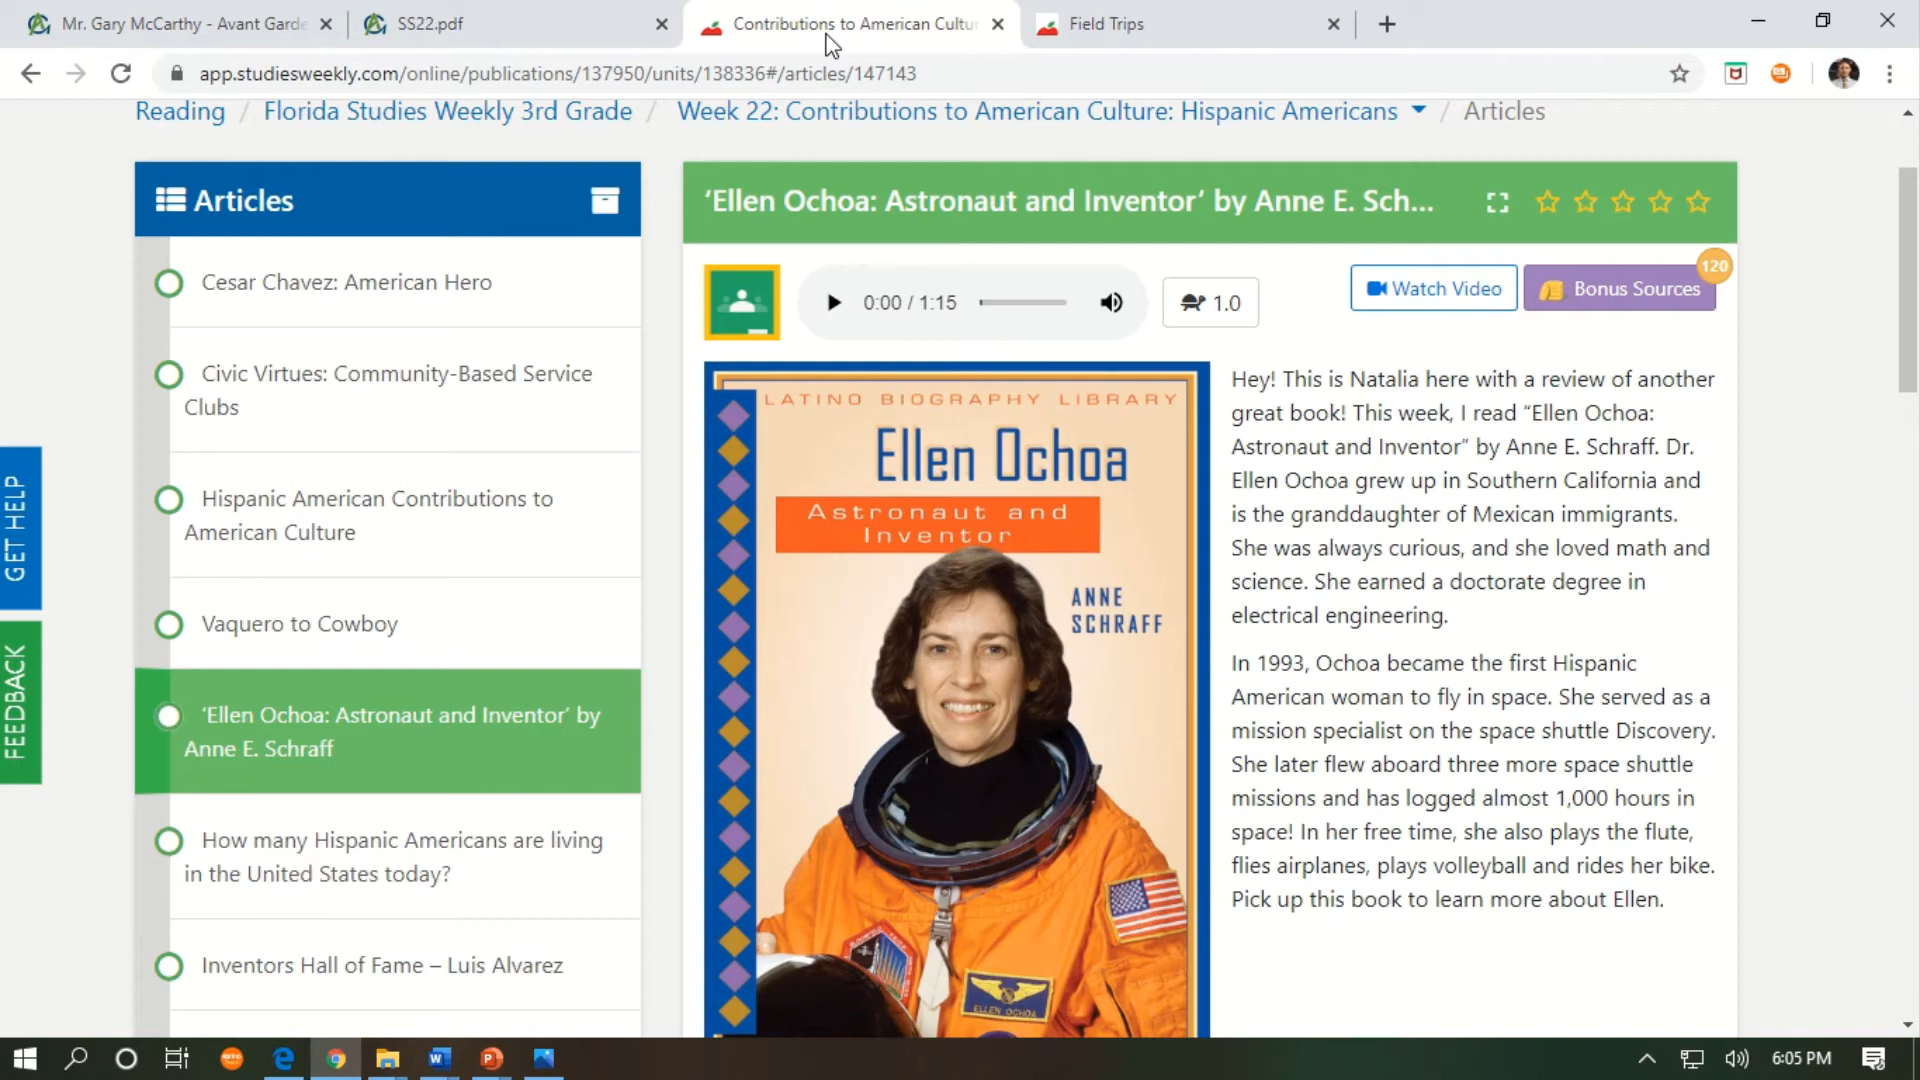 Mr. Gary McCarthy - Avant Garde
SS22.pdf
Contributions to American Cultur
Field Trips
app.studiesweekly.com/online/publications/137950/units/138336#/articles/147143
Reading / Florida Studies Weekly 3rd Grade / Week 22: Contributions to American Culture: Hispanic Americans / Articles
Articles
Cesar Chavez: American Hero
Civic Virtues: Community-Based Service
Clubs
Hispanic American Contributions to
American Culture
Vaquero to Cowboy
‘Ellen Ochoa: Astronaut and Inventor’ by
Anne E. Schraff
How many Hispanic Americans are living
in the United States today?
Inventors Hall of Fame – Luis Alvarez
GET HELP
FEEDBACK
‘Ellen Ochoa: Astronaut and Inventor’ by Anne E. Sch...
0:00 / 1:15
1.0
Watch Video
Bonus Sources
120
LATINO BIOGRAPHY LIBRARY
Ellen Ochoa
Astronaut and
Inventor
ANNE
SCHRAFF
ELLEN OCHOA
Hey! This is Natalia here with a review of another
great book! This week, I read “Ellen Ochoa:
Astronaut and Inventor” by Anne E. Schraff. Dr.
Ellen Ochoa grew up in Southern California and
is the granddaughter of Mexican immigrants.
She was always curious, and she loved math and
science. She earned a doctorate degree in
electrical engineering.
In 1993, Ochoa became the first Hispanic
American woman to fly in space. She served as a
mission specialist on the space shuttle Discovery.
She later flew aboard three more space shuttle
missions and has logged almost 1,000 hours in
space! In her free time, she also plays the flute,
flies airplanes, plays volleyball and rides her bike.
Pick up this book to learn more about Ellen.
6:05 PM